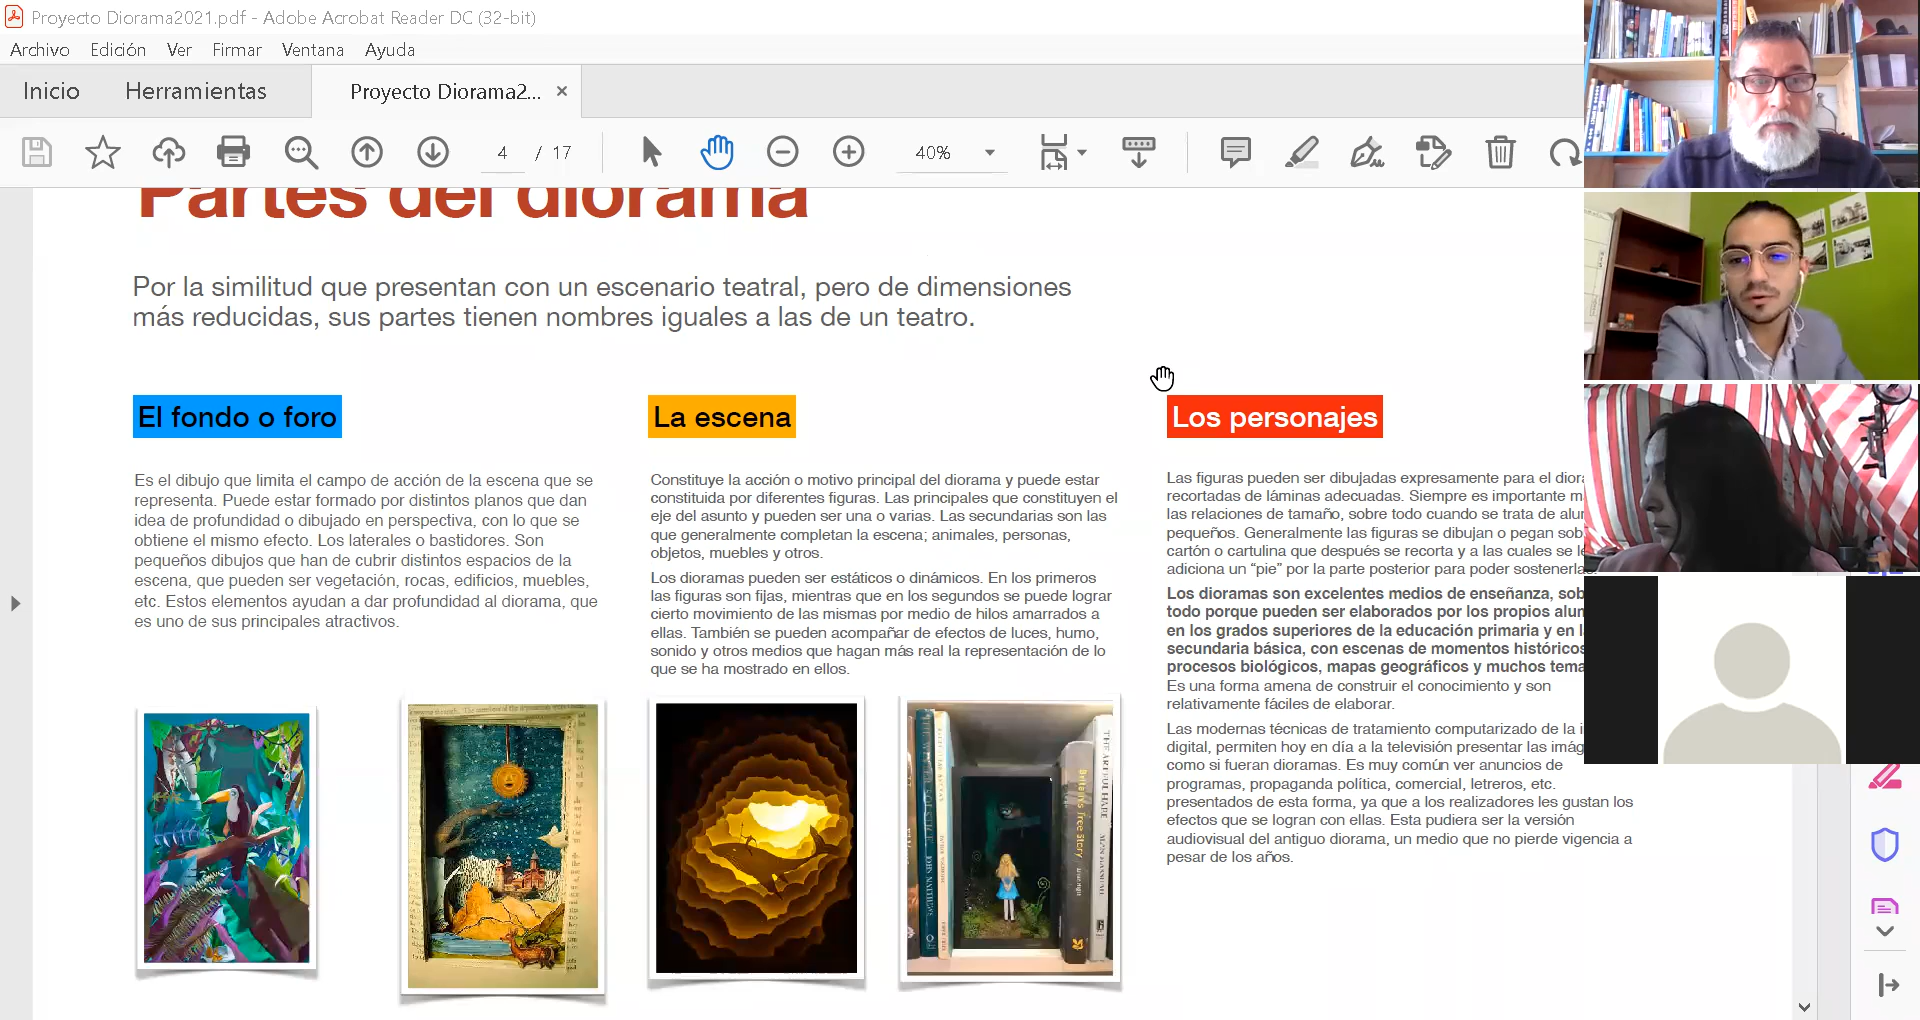 Proyecto Diorama2021.pdf - Adobe Acrobat Reader DC (32-bit)
Archivo Edición Ver Firmar Ventana Ayuda
Inicio Herramientas Proyecto Diorama2... ×
4 / 17 40%
Partes del diorama
Por la similitud que presentan con un escenario teatral, pero de dimensiones
más reducidas, sus partes tienen nombres iguales a las de un teatro.
El fondo o foro
Es el dibujo que limita el campo de acción de la escena que se
representa. Puede estar formado por distintos planos que dan
idea de profundidad o dibujado en perspectiva, con lo que se
obtiene el mismo efecto. Los laterales o bastidores. Son
pequeños dibujos que han de cubrir distintos espacios de la
escena, que pueden ser vegetación, rocas, edificios, muebles,
etc. Estos elementos ayudan a dar profundidad al diorama, que
es uno de sus principales atractivos.
La escena
Constituye la acción o motivo principal del diorama y puede estar
constituida por diferentes figuras. Las principales que constituyen el
eje del asunto y pueden ser una o varias. Las secundarias son las
que generalmente completan la escena; animales, personas,
objetos, muebles y otros.
Los dioramas pueden ser estáticos o dinámicos. En los primeros
las figuras son fijas, mientras que en los segundos se puede lograr
cierto movimiento de las mismas por medio de hilos amarrados a
ellas. También se pueden acompañar de efectos de luces, humo,
sonido y otros medios que hagan más real la representación de lo
que se ha mostrado en ellos.
Los personajes
Las figuras pueden ser dibujadas expresamente para el dior
recortadas de láminas adecuadas. Siempre es importante m
las relaciones de tamaño, sobre todo cuando se trata de alu
pequeños. Generalmente las figuras se dibujan o pegan sob
cartón o cartulina que después se recorta y a las cuales se l
adiciona un “pie” por la parte posterior para poder sostenerla.
Los dioramas son excelentes medios de enseñanza, sob
todo porque pueden ser elaborados por los propios alun
en los grados superiores de la educación primaria y en l
secundaria básica, con escenas de momentos históricos
procesos biológicos, mapas geográficos y muchos tema
Es una forma amena de construir el conocimiento y son
relativamente fáciles de elaborar.
Las modernas técnicas de tratamiento computarizado de la i
digital, permiten hoy en día a la televisión presentar las imág
como si fueran dioramas. Es muy común ver anuncios de
programas, propaganda política, comercial, letreros, etc.
presentados de esta forma, ya que a los realizadores les gustan los
efectos que se logran con ellas. Esta pudiera ser la versión
audiovisual del antiguo diorama, un medio que no pierde vigencia a
pesar de los años.